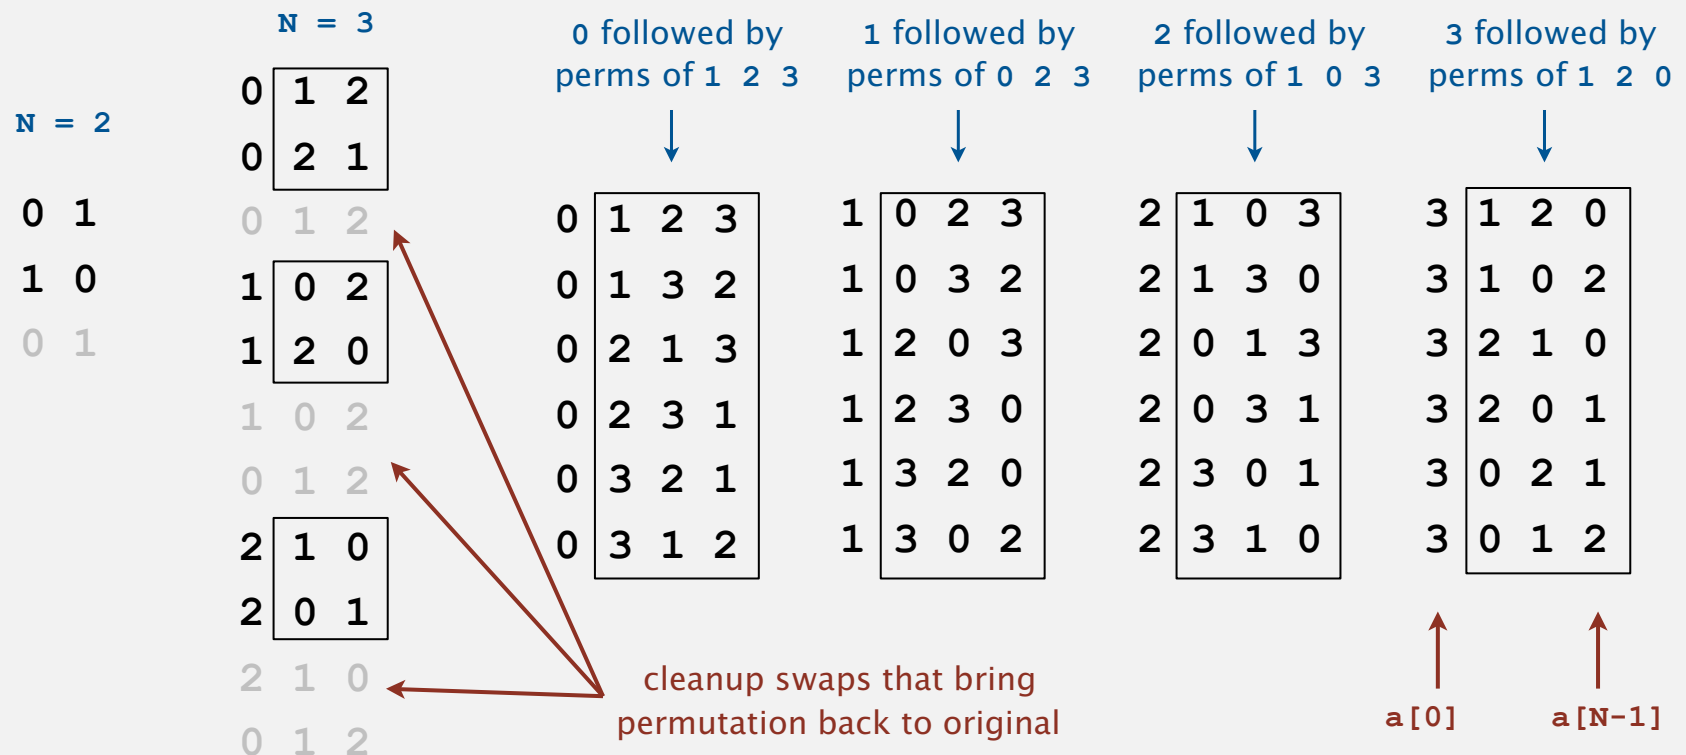 N = 2
0 1
1 0
0 1
N = 3
0 1 2
0 2 1
0 1 2
1 0 2
1 2 0
1 0 2
0 1 2
2 1 0
2 0 1
2 1 0
0 1 2
0 followed by
perms of 1 2 3
0 1 2 3
0 1 3 2
0 2 1 3
0 2 3 1
0 3 2 1
0 3 1 2
1 followed by
perms of 0 2 3
1 0 2 3
1 0 3 2
1 2 0 3
1 2 3 0
1 3 2 0
1 3 0 2
2 followed by
perms of 1 0 3
2 1 0 3
2 1 3 0
2 0 1 3
2 0 3 1
2 3 0 1
2 3 1 0
3 followed by
perms of 1 2 0
3 1 2 0
3 1 0 2
3 2 1 0
3 2 0 1
3 0 2 1
3 0 1 2
cleanup swaps that bring
permutation back to original
a[0]
a[N-1]